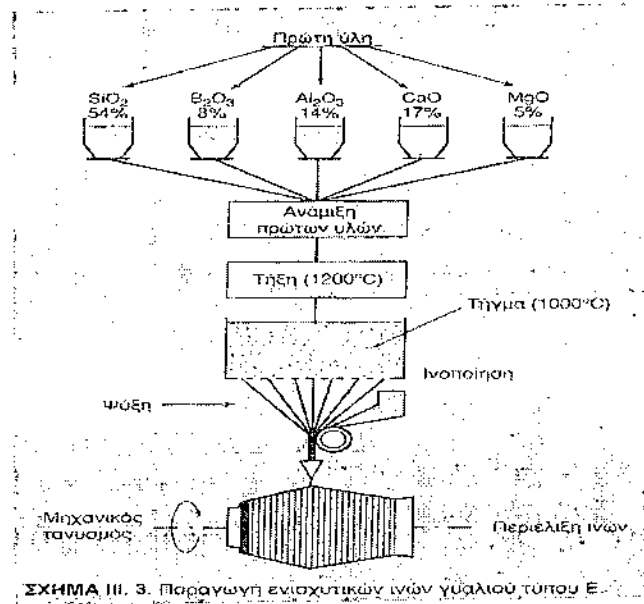 Πρώτη ύλη
SiO₂ B₂O₃ Al₂O₃ CaO MgO
54% 8% 14% 17% 5%
Ανάμιξη
πρώτων υλών
Τήξη (1200°C)
Τήγμα (1000°C)
Ινοποίηση
Ψύξη
Μηχανικός
τανυσμός
Περιέλιξη ινών
ΣΧΗΜΑ III. 3. Παραγωγή ενισχυτικών ινών γυαλιού τύπου E.